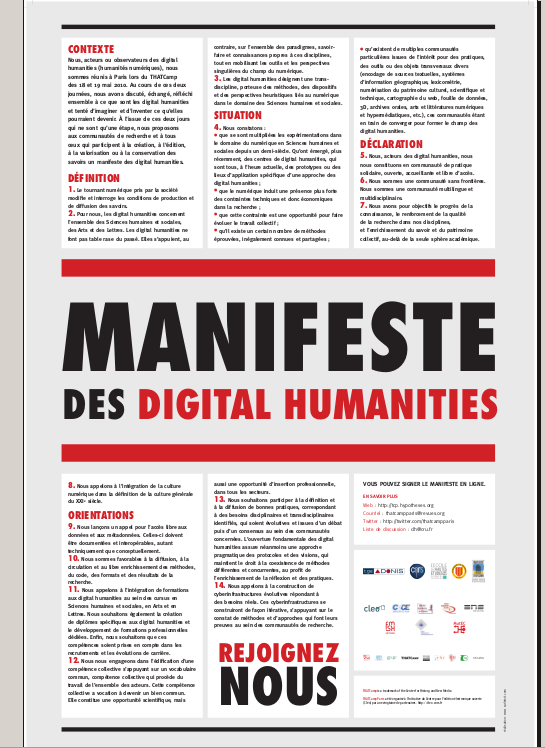 CONTEXTE
Nous, acteurs ou observateurs des digital
humanities (humanités numériques), nous
sommes réunis à Paris lors du THATCamp
des 18 et 19 mai 2010. Au cours de ces deux
journées, nous avons discuté, échangé, réfléchi
ensemble à ce que sont les digital humanities
et tenté d'imaginer et d'inventer ce qu'elles
pourraient devenir. À l'issue de ces deux jours
qui ne sont qu'une étape, nous proposons
aux communautés de recherche et à tous
ceux qui participent à la création, à l'édition,
à la valorisation ou à la conservation des
savoirs un manifeste des digital humanities.
DÉFINITION
1. Le tournant numérique pris par la société
modifie et interroge les conditions de production et
de diffusion des savoirs.
2. Pour nous, les digital humanities concernent
l'ensemble des Sciences humaines et sociales,
des Arts et des Lettres. Les digital humanities ne
font pas table rase du passé. Elles s'appuient, au
contraire, sur l'ensemble des paradigmes, savoir-
faire et connaissances propres à ces disciplines,
tout en mobilisant les outils et les perspectives
singulières du champ du numérique.
3. Les digital humanities désignent une trans-
discipline, porteuse des méthodes, des dispositifs
et des perspectives heuristiques liés au numérique
dans le domaine des Sciences humaines et sociales.
SITUATION
4. Nous constatons :
• que se sont multipliées les expérimentations dans
le domaine du numérique en Sciences humaines et
sociales depuis un demi-siècle. Qu'ont émergé, plus
récemment, des centres de digital humanities, qui
sont tous, à l'heure actuelle, des prototypes ou des
lieux d'application spécifique d'une approche des
digital humanities ;
• que le numérique induit une présence plus forte
des contraintes techniques et donc économiques
dans la recherche ;
• que cette contrainte est une opportunité pour faire
évoluer le travail collectif ;
• qu'il existe un certain nombre de méthodes
éprouvées, inégalement connues et partagées ;
• qu'existent de multiples communautés
particulières issues de l'intérêt pour des pratiques,
des outils ou des objets transversaux divers
(encodage de sources textuelles, systèmes
d'information géographique, lexicométrie,
numérisation du patrimoine culturel, scientifique et
technique, cartographie du web, fouille de données,
3D, archives orales, arts et littératures numériques
et hypermédiatiques, etc.), ces communautés étant
en train de converger pour former le champ des
digital humanities.
DÉCLARATION
5. Nous, acteurs des digital humanities, nous
nous constituons en communauté de pratique
solidaire, ouverte, accueillante et libre d'accès.
6. Nous sommes une communauté sans frontières.
Nous sommes une communauté multilingue et
multidisciplinaire.
7. Nous avons pour objectifs le progrès de la
connaissance, le renforcement de la qualité
de la recherche dans nos disciplines,
et l'enrichissement du savoir et du patrimoine
collectif, au-delà de la seule sphère académique.
MANIFESTE
DES DIGITAL HUMANITIES
8. Nous appelons à l'intégration de la culture
numérique dans la définition de la culture générale
du XXIe siècle.
ORIENTATIONS
9. Nous lançons un appel pour l'accès libre aux
données et aux métadonnées. Celles-ci doivent
être documentées et interopérables, autant
techniquement que conceptuellement.
10. Nous sommes favorables à la diffusion, à la
circulation et au libre enrichissement des méthodes,
du code, des formats et des résultats de la
recherche.
11. Nous appelons à l'intégration de formations
aux digital humanities au sein des cursus en
Sciences humaines et sociales, en Arts et en
Lettres. Nous souhaitons également la création
de diplômes spécifiques aux digital humanities et
le développement de formations professionnelles
dédiées. Enfin, nous souhaitons que ces
compétences soient prises en compte dans les
recrutements et les évolutions de carrière.
12. Nous nous engageons dans l'édification d'une
compétence collective s'appuyant sur un vocabulaire
commun, compétence collective qui procède du
travail de l'ensemble des acteurs. Cette compétence
collective a vocation à devenir un bien commun.
Elle constitue une opportunité scientifique, mais
aussi une opportunité d'insertion professionnelle,
dans tous les secteurs.
13. Nous souhaitons participer à la définition et
à la diffusion de bonnes pratiques, correspondant
à des besoins disciplinaires et transdisciplinaires
identifiés, qui soient évolutives et issues d'un débat
puis d'un consensus au sein des communautés
concernées. L'ouverture fondamentale des digital
humanities assure néanmoins une approche
pragmatique des protocoles et des visions, qui
maintient le droit à la coexistence de méthodes
différentes et concurrentes, au profit de
l'enrichissement de la réflexion et des pratiques.
14. Nous appelons à la construction de
cyberinfrastructures évolutives répondant à
des besoins réels. Ces cyberinfrastructures se
construiront de façon itérative, s'appuyant sur le
constat de méthodes et d'approches qui font leurs
preuves au sein des communautés de recherche.
REJOIGNEZ
NOUS
VOUS POUVEZ SIGNER LE MANIFESTE EN LIGNE.
EN SAVOIR PLUS
Web : http://tcp.hypotheses.org
Courriel : thatcampparis@revues.org
Twitter : http://twitter.com/thatcampparis
Liste de discussion : dh@cru.fr
ADONIS
cnrs
cleo